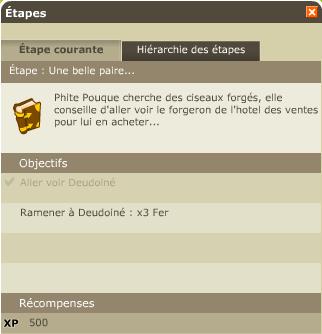 Étapes
Étape courante
Hiérarchie des étapes
Étape : Une belle paire...
Phite Pouque cherche des ciseaux forgés, elle
conseille d'aller voir le forgeron de l'hotel des ventes
pour lui en acheter...
Objectifs
Aller voir Deudoiné
Ramener à Deudoiné : x3 Fer
Récompenses
XP 500